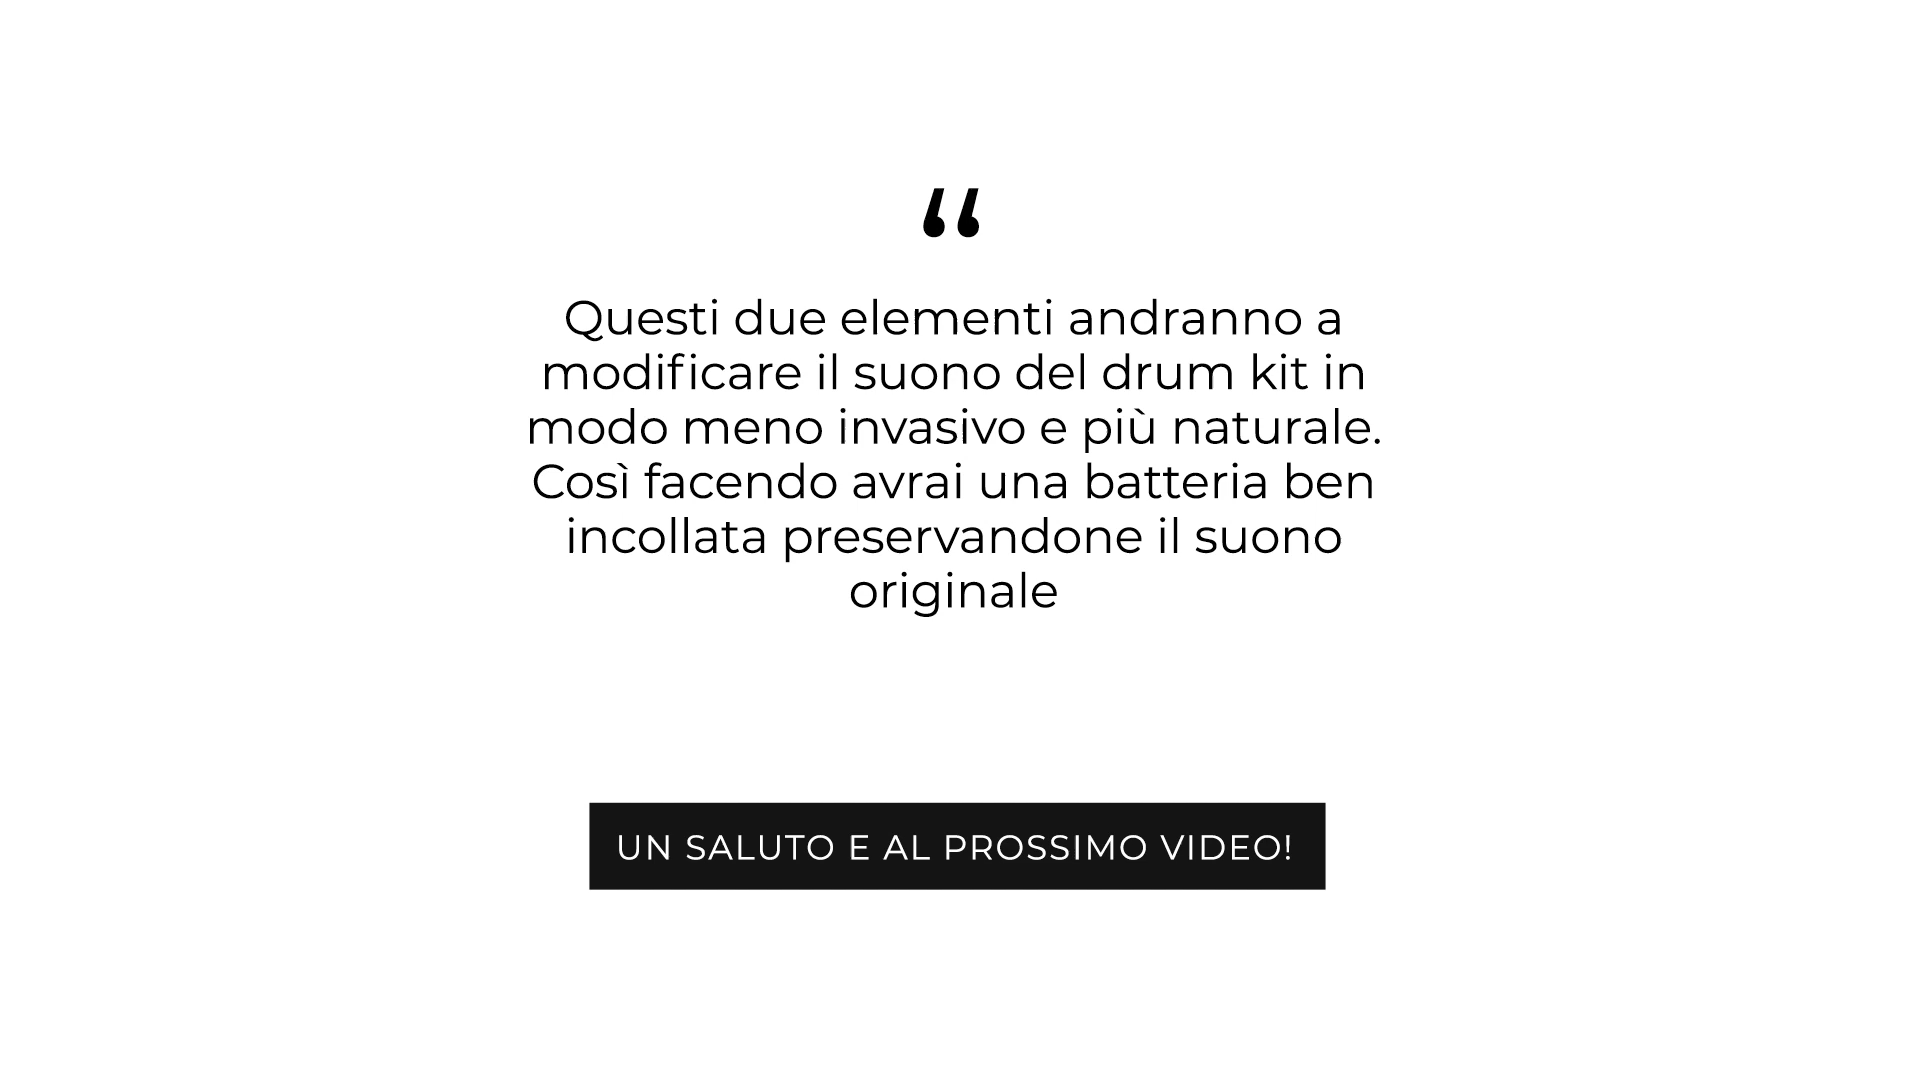 “
Questi due elementi andranno a
modificare il suono del drum kit in
modo meno invasivo e più naturale.
Così facendo avrai una batteria ben
incollata preservandone il suono
originale
UN SALUTO E AL PROSSIMO VIDEO!